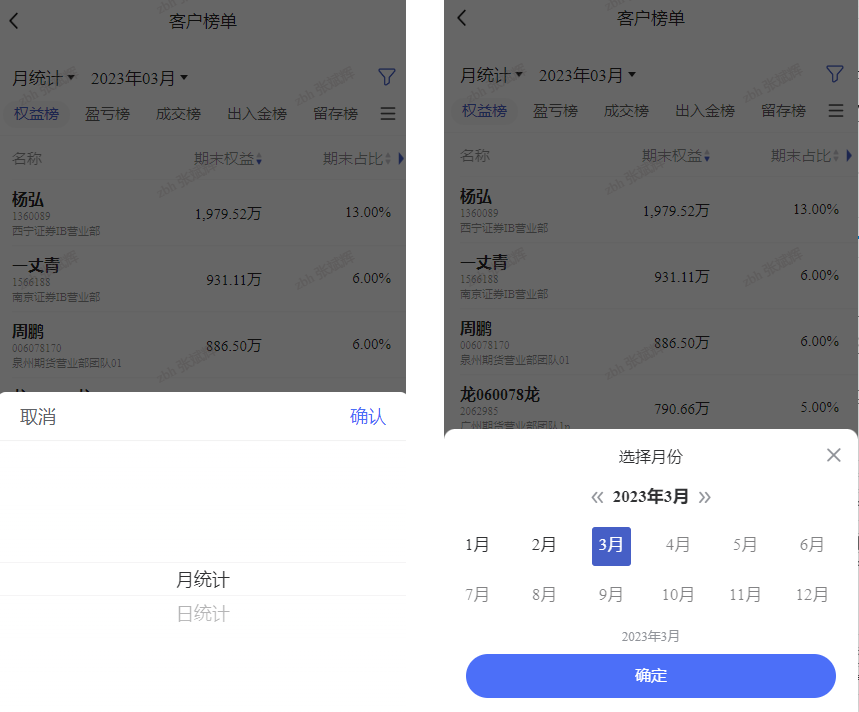 客户榜单
月统计 2023年03月
权益榜 盈亏榜 成交榜 出入金榜 留存榜
名称 期末权益 期末占比
杨弘
1360089
西宁证券IB营业部
1,979.52万 13.00%
一丈青
1566188
南京证券IB营业部
931.11万 6.00%
周鹏
006078170
泉州期货营业部团队01
886.50万 6.00%
取消 确认
月统计
日统计
客户榜单
月统计 2023年03月
权益榜 盈亏榜 成交榜 出入金榜 留存榜
名称 期末权益 期末占比
杨弘
1360089
西宁证券IB营业部
1,979.52万 13.00%
一丈青
1566188
南京证券IB营业部
931.11万 6.00%
周鹏
006078170
泉州期货营业部团队01
886.50万 6.00%
龙060078龙
2062985
广州期货营业部团队1n
790.66万 5.00%
选择月份
2023年3月
1月 2月 3月 4月 5月 6月
7月 8月 9月 10月 11月 12月
2023年3月
确定